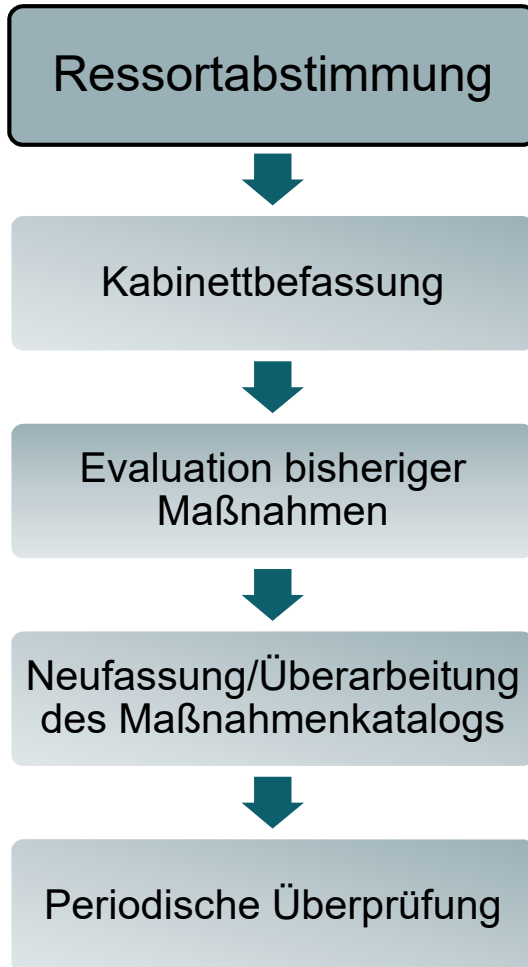 Ressortabstimmung
Kabinettbefassung
Evaluation bisheriger
Maßnahmen
Neufassung/Überarbeitung
des Maßnahmenkatalogs
Periodische Überprüfung